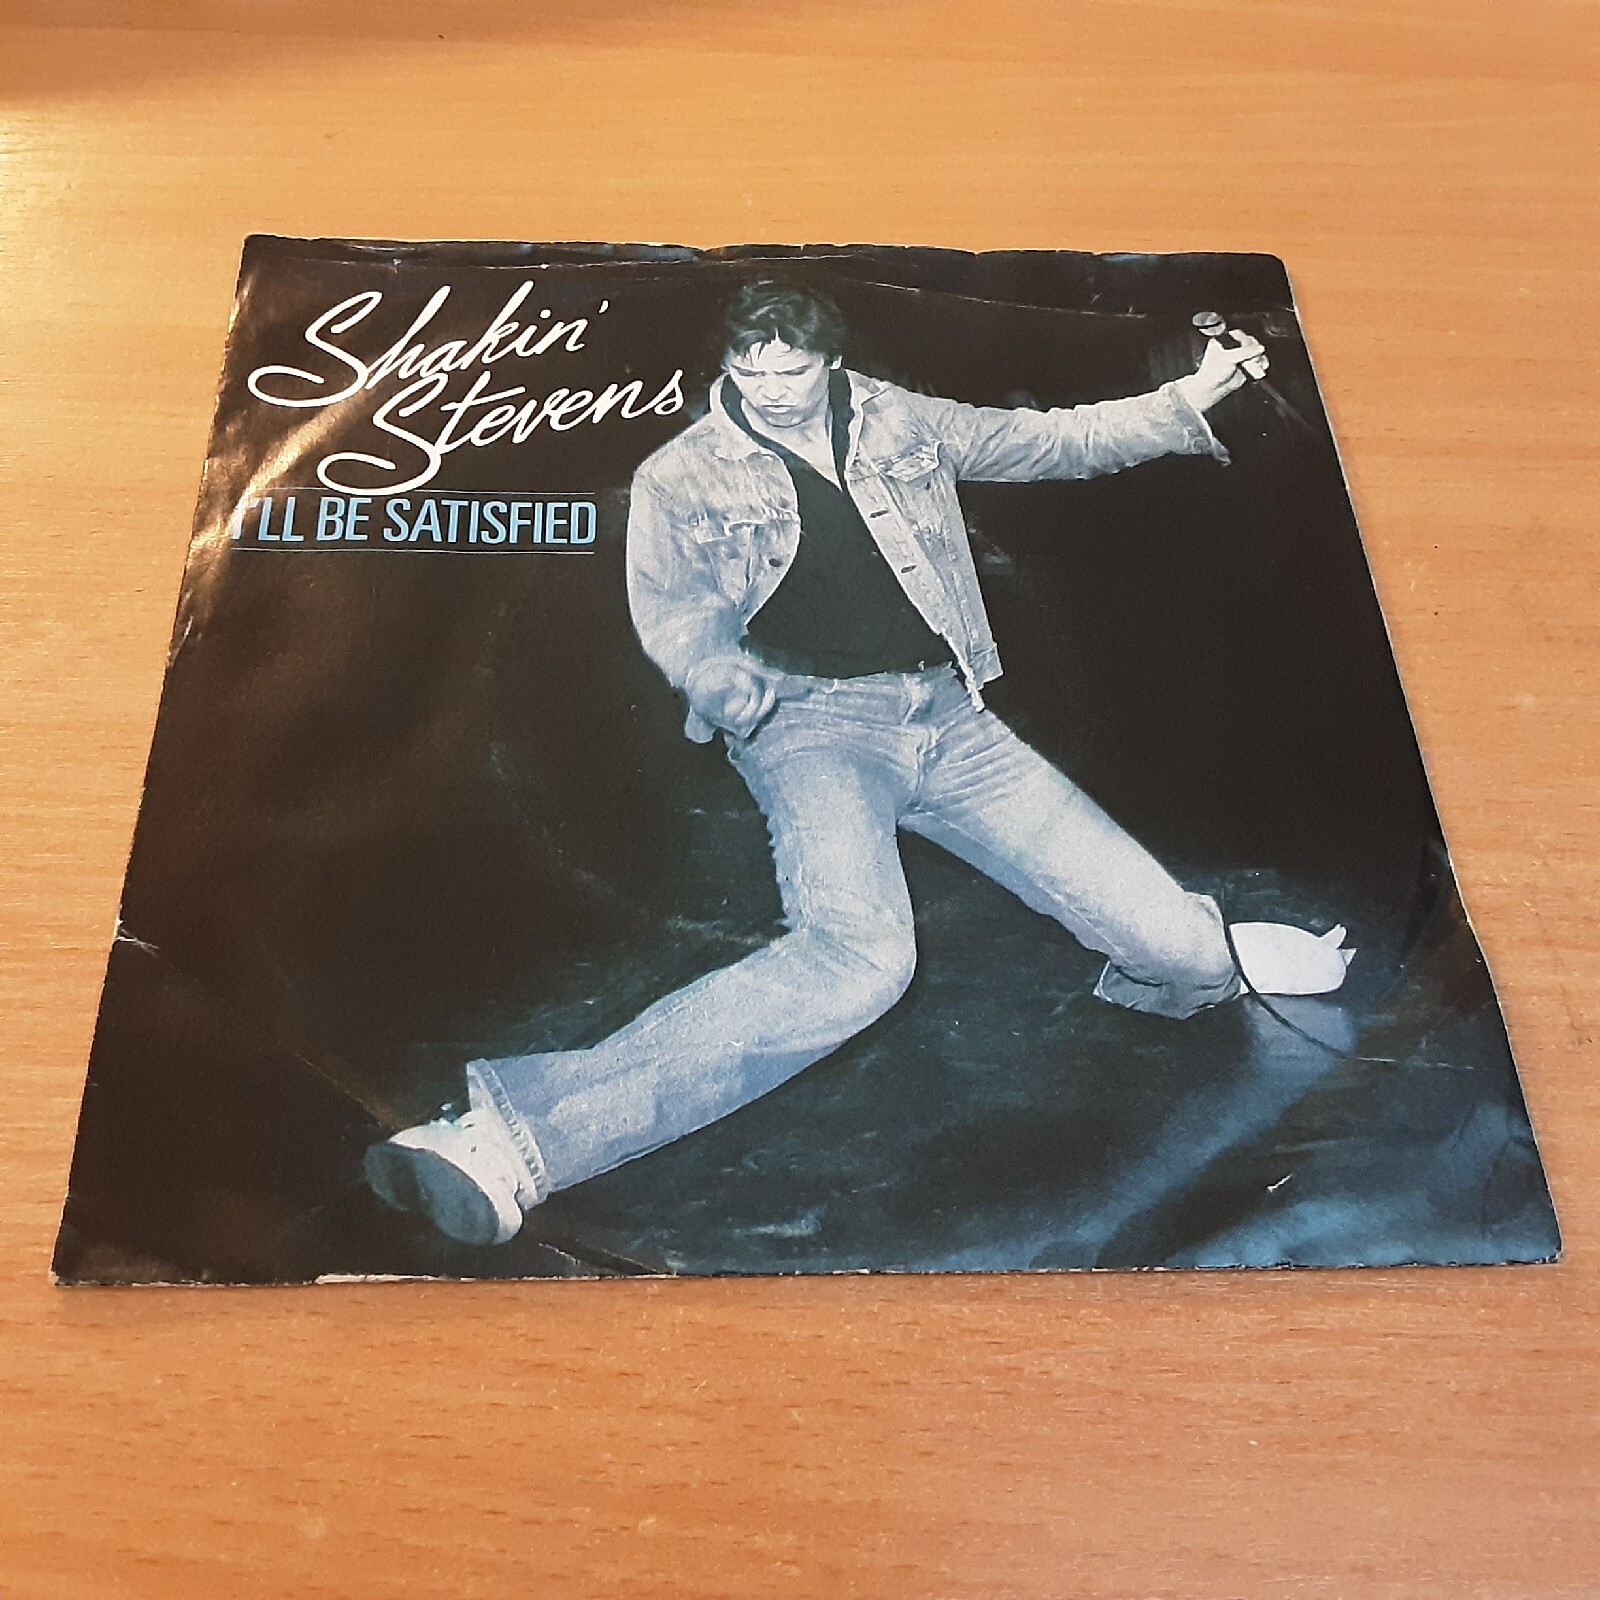 Shakin'
Stevens
I'LL BE SATISFIED